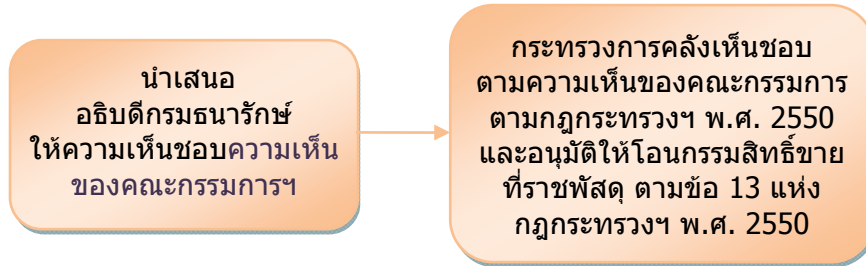 นำเสนอ
อธิบดีกรมธนารักษ์
ให้ความเห็นชอบความเห็น
ของคณะกรรมการฯ
กระทรวงการคลังเห็นชอบ
ตามความเห็นของคณะกรรมการ
ตามกฎกระทรวงฯ พ.ศ. 2550
และอนุมัติให้โอนกรรมสิทธิ์ขาย
ที่ราชพัสดุ ตามข้อ 13 แห่ง
กฎกระทรวงฯ พ.ศ. 2550